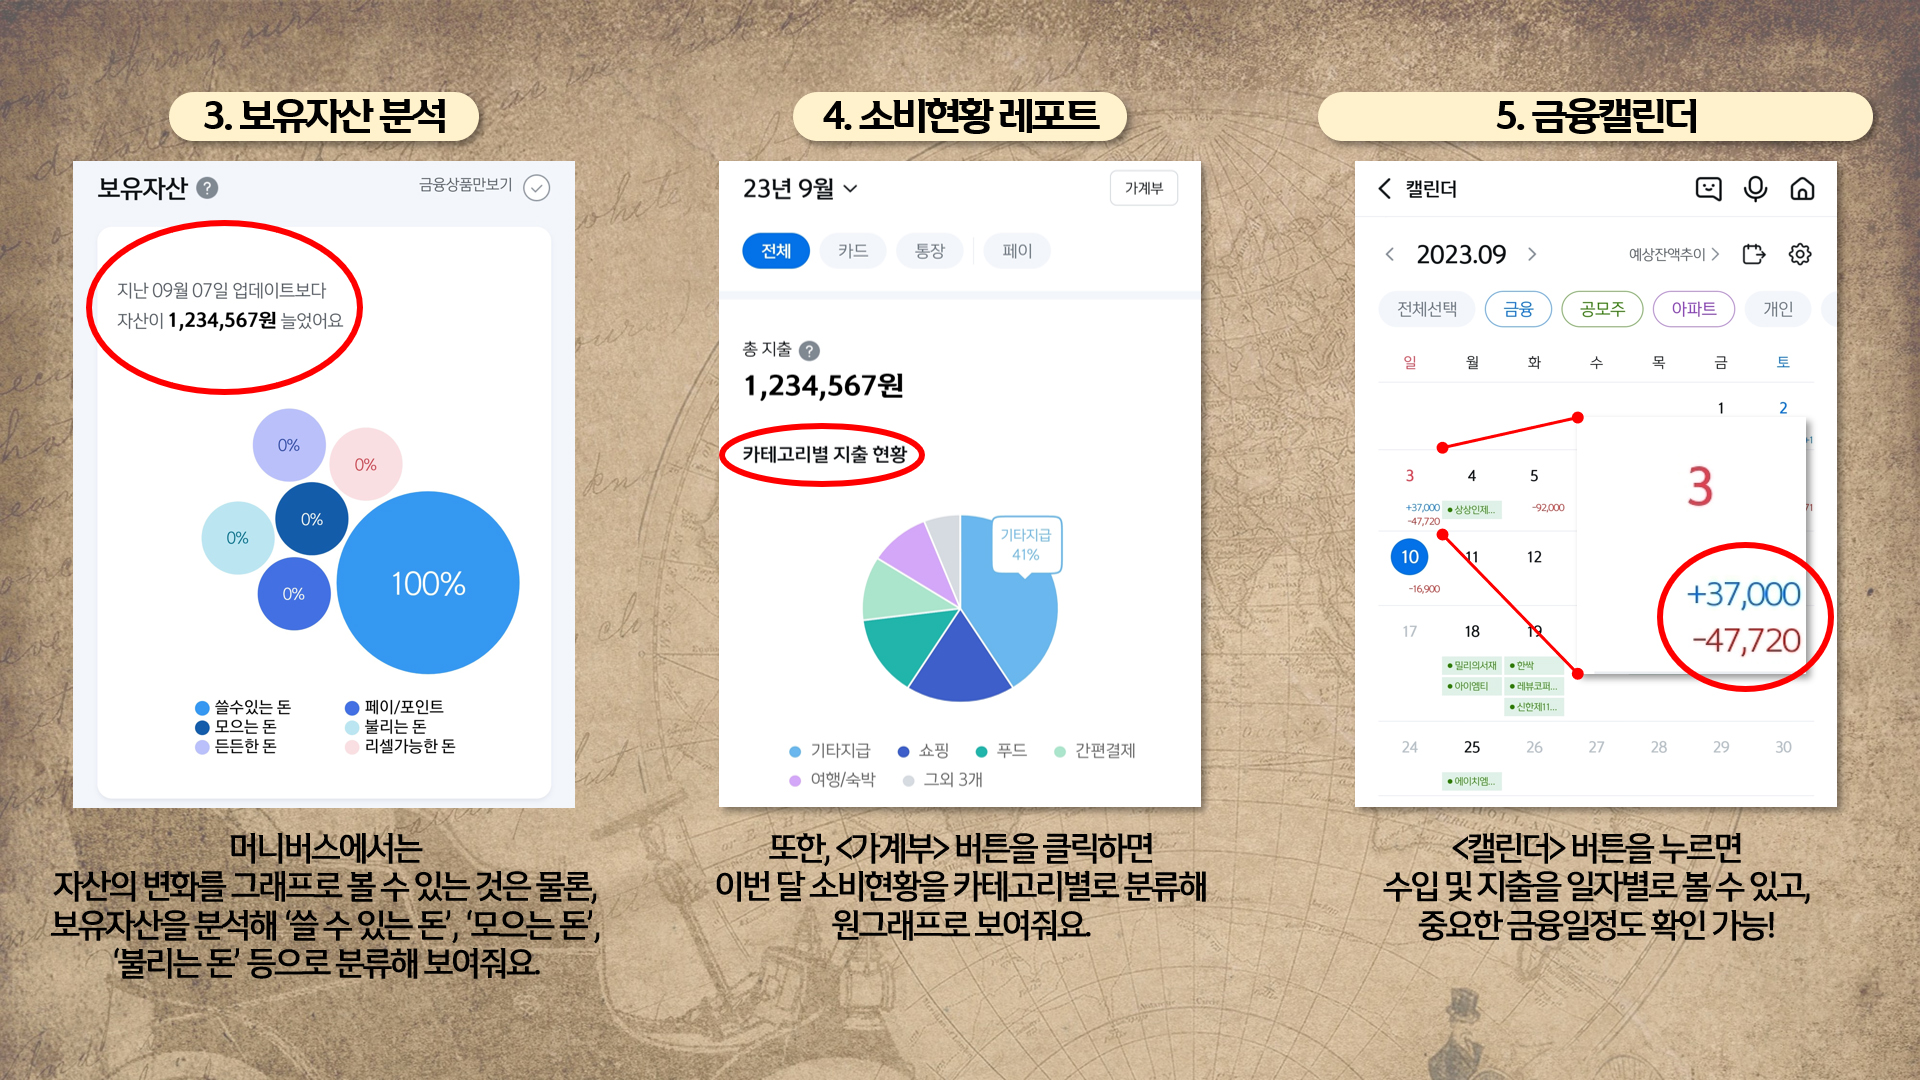 3. 보유자산 분석
보유자산 ?
금융상품만보기
지난 09월 07일 업데이트보다
자산이 1,234,567원 늘었어요
0%
0%
0%
0%
0%
100%
쓸수있는 돈
페이/포인트
모으는 돈
불리는 돈
든든한 돈
리셀가능한 돈
머니버스에서는
자산의 변화를 그래프로 볼 수 있는 것은 물론,
보유자산을 분석해 ‘쓸 수 있는 돈’, ‘모으는 돈’,
‘불리는 돈’ 등으로 분류해 보여줘요.
4. 소비현황 레포트
23년 9월
가계부
전체 카드 통장 페이
총 지출 ?
1,234,567원
카테고리별 지출 현황
기타지급
41%
기타지급 쇼핑 푸드 간편결제
여행/숙박 그외 3개
또한, <가계부> 버튼을 클릭하면
이번 달 소비현황을 카테고리별로 분류해
원그래프로 보여줘요.
5. 금융캘린더
캘린더
2023.09
예상잔액추이
전체선택 금융 공모주 아파트 개인
일 월 화 수 목 금 토
1 2
3 4 5
+37,000
-47,720
상상인제...
-92,000
3
+37,000
-47,720
10 11 12
-16,900
17 18 19
밀리의서재
한싹
아이엠티
레뷰코퍼...
신한제11...
24 25 26 27 28 29 30
에이치엠...
<캘린더> 버튼을 누르면
수입 및 지출을 일자별로 볼 수 있고,
중요한 금융일정도 확인 가능!